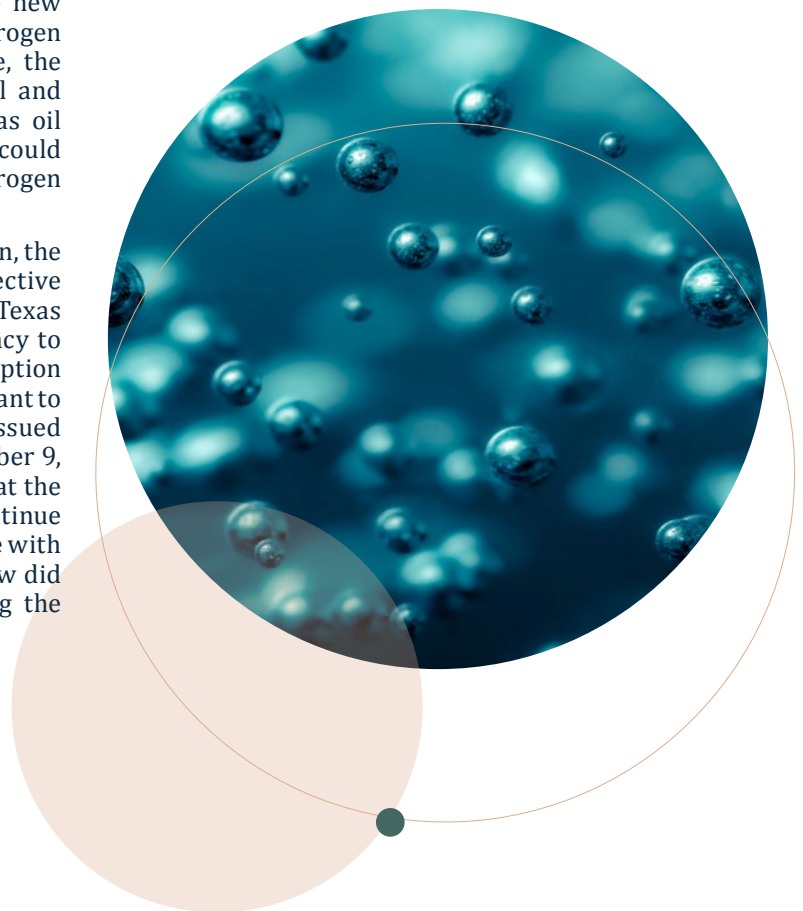 new
rogen
e, the
l and
as oil
could
rogen
n, the
ective
Texas
ncy to
ption
ant to
ssued
ber 9,
at the
tinue
e with
w did
g the